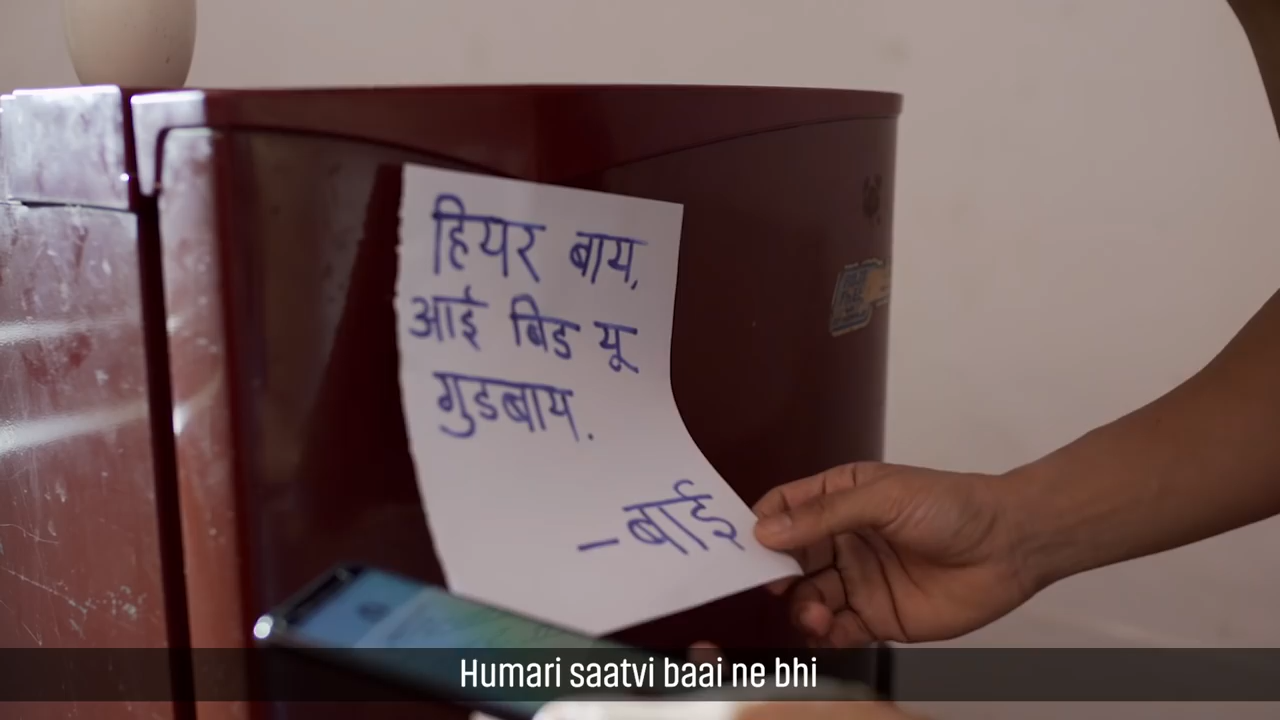 हियर बाय,
आई बिड यू
गुडबाय.
-बाई
Humari saatvi baai ne bhi